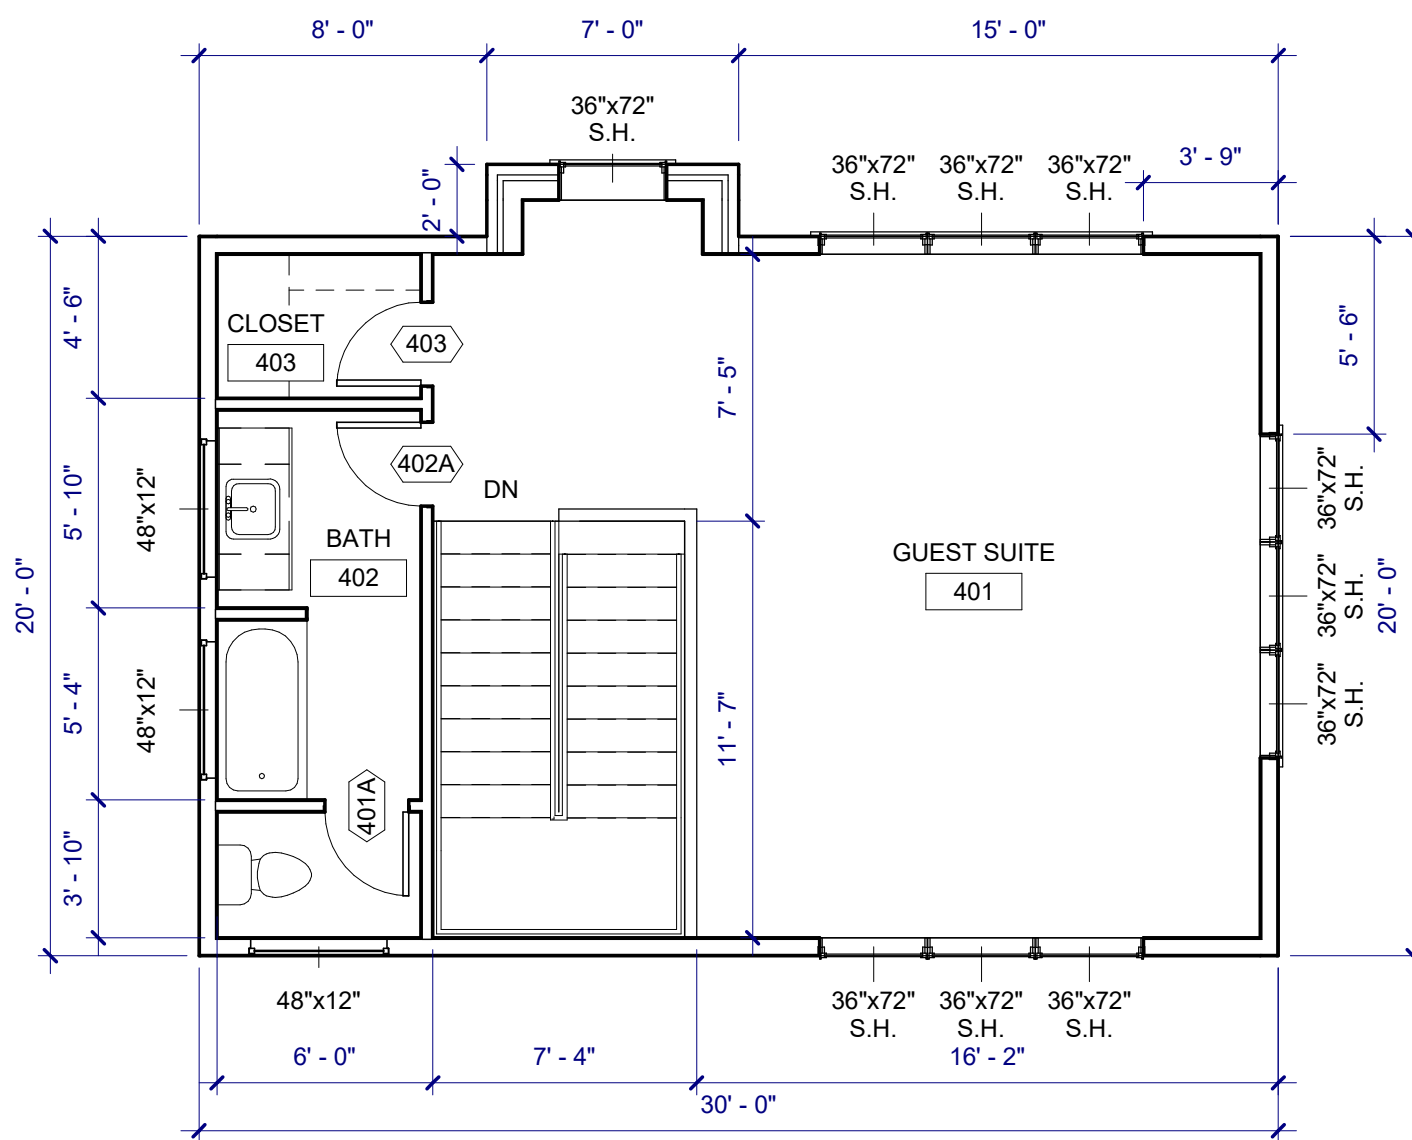 8' - 0"
7' - 0"
15' - 0"
36"x72"
S.H.
36"x72"
S.H.
36"x72"
S.H.
36"x72"
S.H.
3' - 9"
2' - 0"
4' - 6"
CLOSET
403
403
7' - 5"
5' - 6"
402A
DN
5' - 10"
48"x12"
36"x72"
S.H.
BATH
402
GUEST SUITE
401
20' - 0"
36"x72"
S.H.
20' - 0"
5' - 4"
48"x12"
11' - 7"
36"x72"
S.H.
401A
3' - 10"
48"x12"
36"x72"
S.H.
36"x72"
S.H.
36"x72"
S.H.
6' - 0"
7' - 4"
16' - 2"
30' - 0"